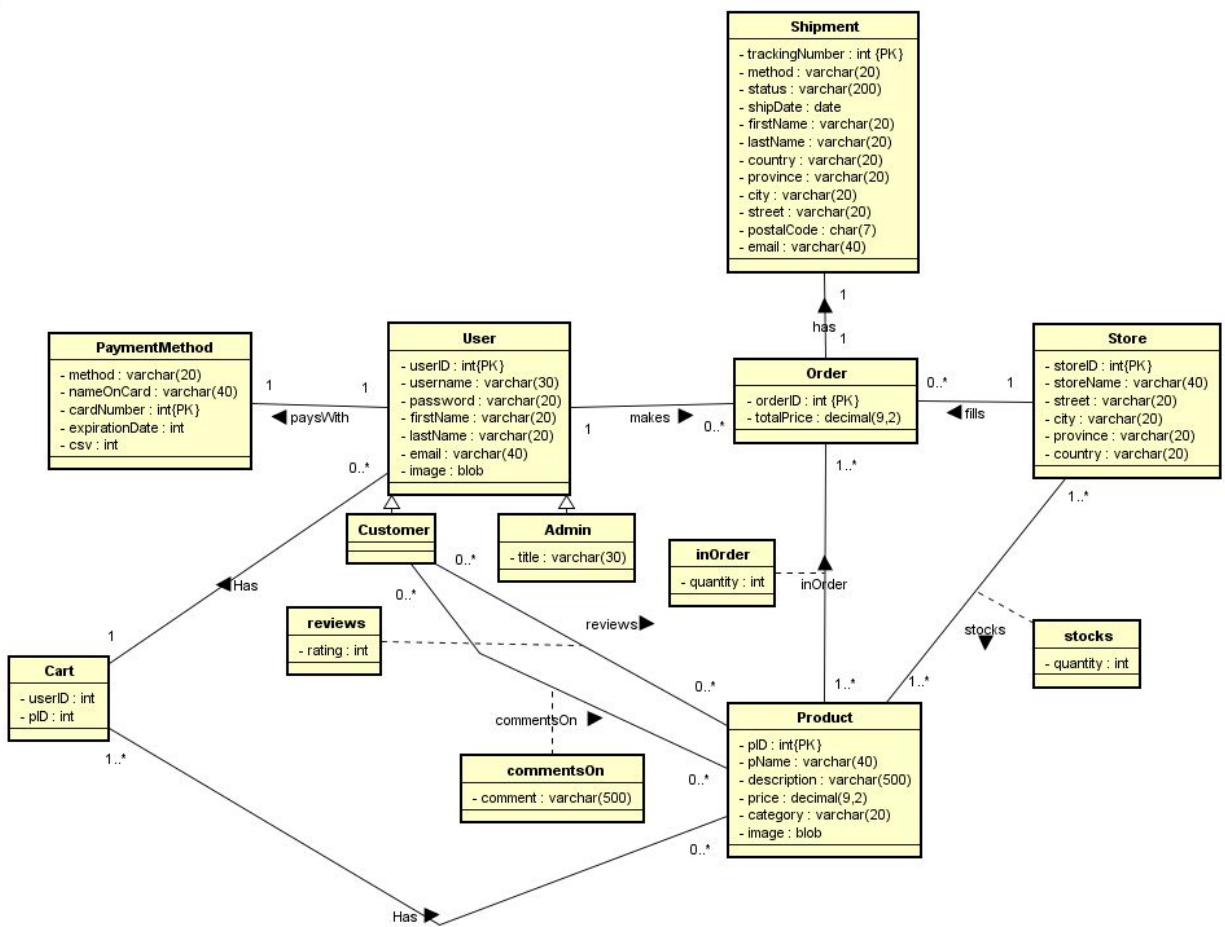 Shipment
- trackingNumber : int {PK}
- method : varchar(20)
- status : varchar(200)
- shipDate : date
- firstName : varchar(20)
- lastName : varchar(20)
- country : varchar(20)
- province : varchar(20)
- city : varchar(20)
- street : varchar(20)
- postalCode : char(7)
- email : varchar(40)
1
has
1
PaymentMethod
- method : varchar(20)
- nameOnCard : varchar(40)
- cardNumber : int{PK}
- expirationDate : int
- csv : int
1
1
paysWith
User
- userID : int{PK}
- username : varchar(30)
- password : varchar(20)
- firstName : varchar(20)
- lastName : varchar(20)
- email : varchar(40)
- image : blob
1
makes
0..*
Order
- orderID : int {PK}
- totalPrice : decimal(9,2)
0..*
1
fills
Store
- storeID : int{PK}
- storeName : varchar(40)
- street : varchar(20)
- city : varchar(20)
- province : varchar(20)
- country : varchar(20)
0..*
1..*
1..*
Customer
Admin
- title : varchar(30)
0..*
0..*
inOrder
- quantity : int
inOrder
Has
reviews
- rating : int
reviews
stocks
stocks
- quantity : int
1
Cart
- userID : int
- pID : int
1..*
0..*
1..*
1..*
commentsOn
commentsOn
- comment : varchar(500)
0..*
Product
- pID : int{PK}
- pName : varchar(40)
- description : varchar(500)
- price : decimal(9,2)
- category : varchar(20)
- image : blob
0..*
Has